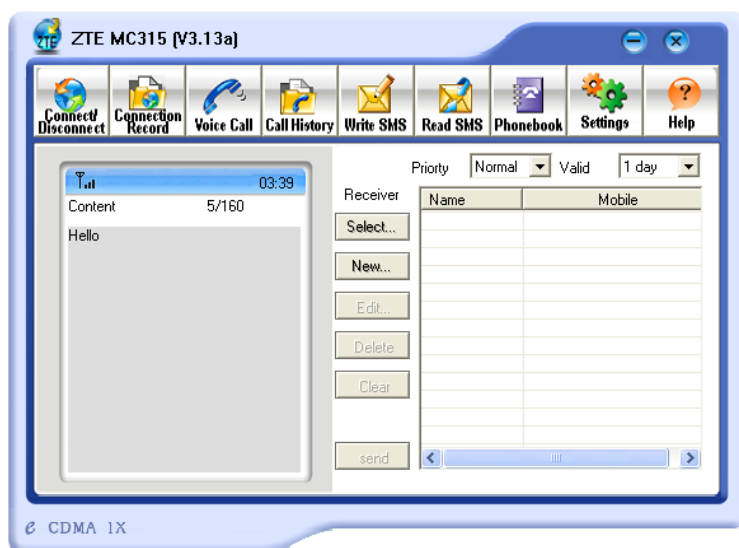 ZTE MC315 (V3.13a)
Connect/ Disconnect
Connection Record
Voice Call
Call History
Write SMS
Read SMS
Phonebook
Settings
Help
03:39
Content 5/160
Hello
Priorty Normal Valid 1 day
Receiver
Name Mobile
Select...
New...
Edit...
Delete
Clear
send
e CDMA 1X